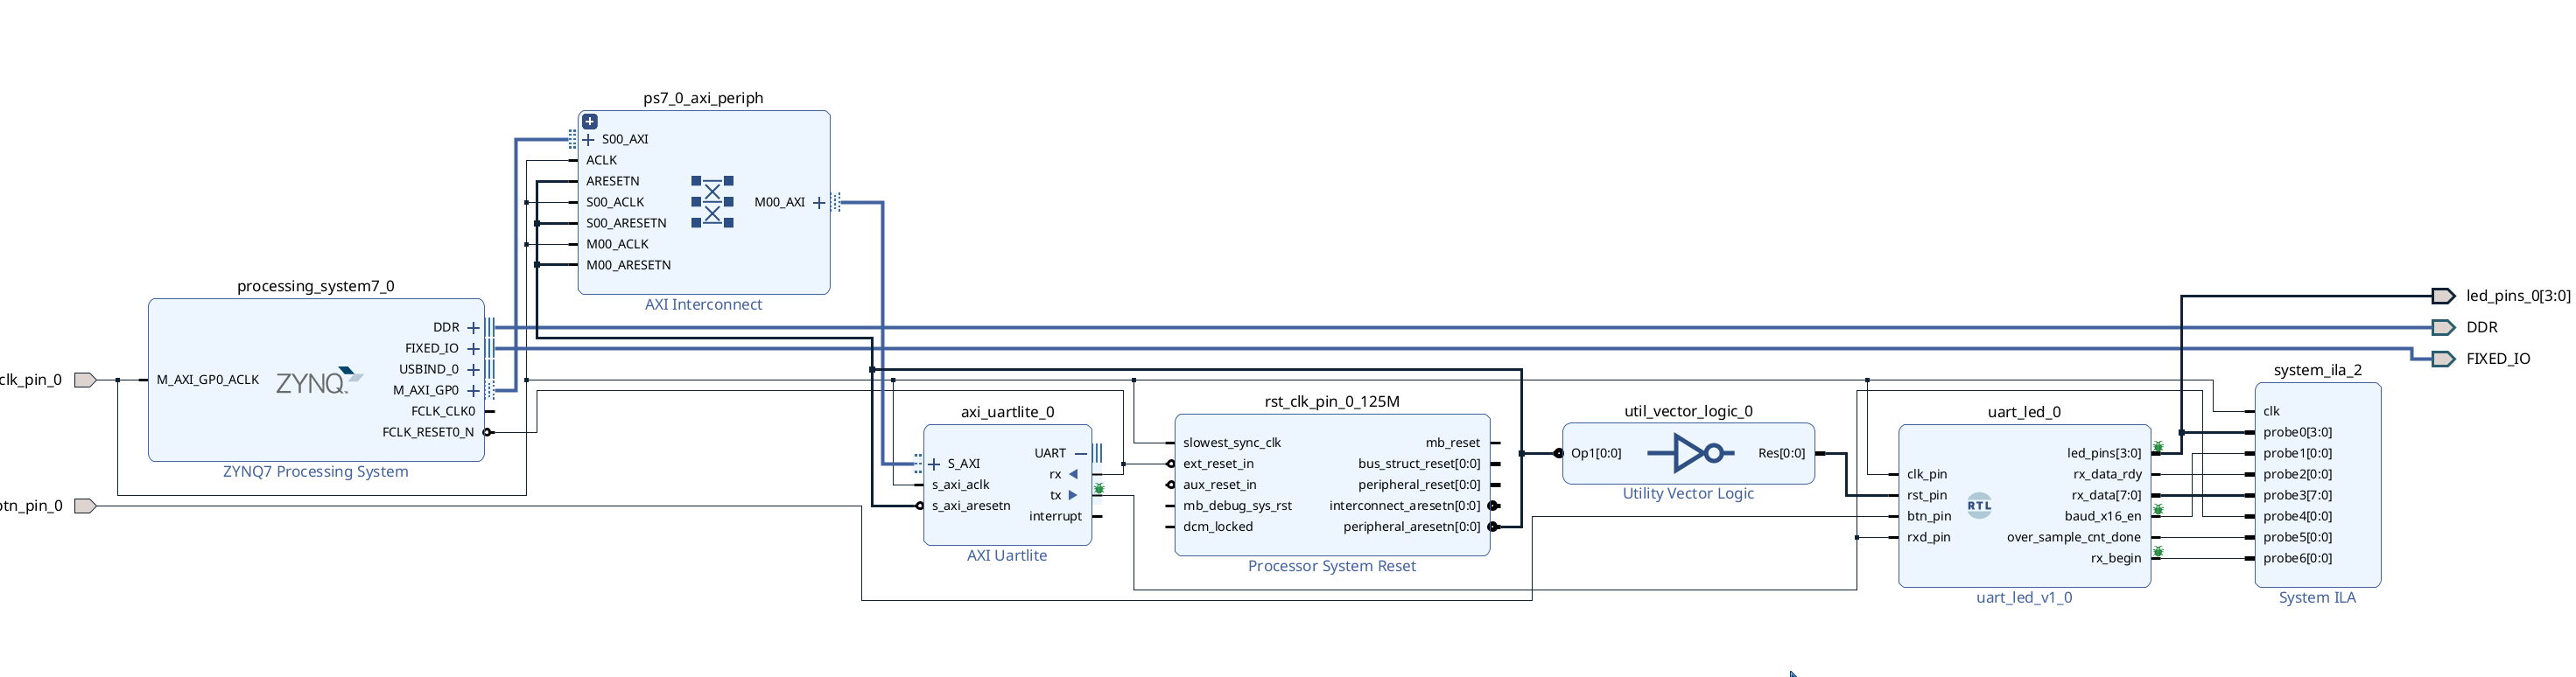 ps7_0_axi_periph
S00_AXI
ACLK
ARESETN
S00_ACLK
S00_ARESETN
M00_ACLK
M00_ARESETN
M00_AXI
AXI Interconnect
processing_system7_0
M_AXI_GP0_ACLK
ZYNQ
DDR
FIXED_IO
USBIND_0
M_AXI_GP0
FCLK_CLK0
FCLK_RESET0_N
ZYNQ7 Processing System
clk_pin_0
btn_pin_0
axi_uartlite_0
S_AXI
s_axi_aclk
s_axi_aresetn
UART
rx
tx
interrupt
AXI Uartlite
rst_clk_pin_0_125M
slowest_sync_clk
ext_reset_in
aux_reset_in
mb_debug_sys_rst
dcm_locked
mb_reset
bus_struct_reset[0:0]
peripheral_reset[0:0]
interconnect_aresetn[0:0]
peripheral_aresetn[0:0]
Processor System Reset
util_vector_logic_0
Op1[0:0]
Res[0:0]
Utility Vector Logic
uart_led_0
clk_pin
rst_pin
btn_pin
rxd_pin
RTL
led_pins[3:0]
rx_data_rdy
rx_data[7:0]
baud_x16_en
over_sample_cnt_done
rx_begin
uart_led_v1_0
system_ila_2
clk
probe0[3:0]
probe1[0:0]
probe2[0:0]
probe3[7:0]
probe4[0:0]
probe5[0:0]
probe6[0:0]
System ILA
led_pins_0[3:0]
DDR
FIXED_IO